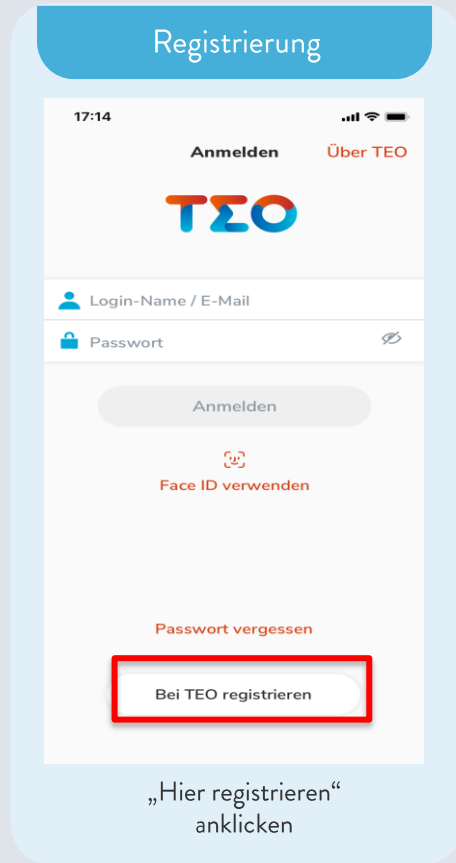 Registrierung
17:14
Anmelden Über TEO
TΣO
Login-Name / E-Mail
Passwort
Anmelden
Face ID verwenden
Passwort vergessen
Bei TEO registrieren
„Hier registrieren“
anklicken